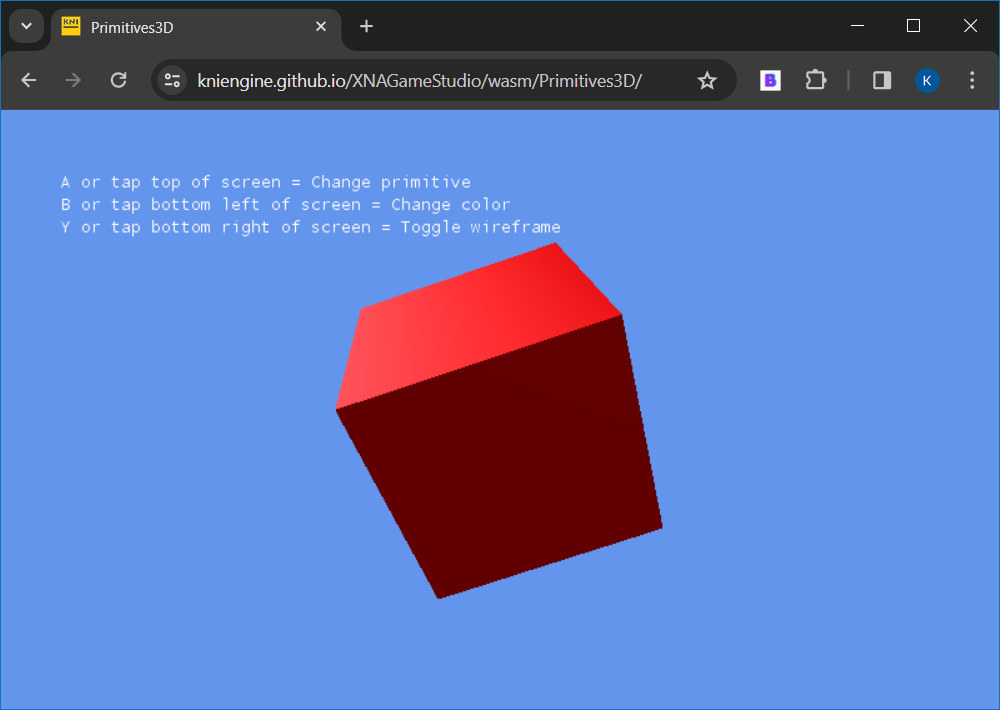 KNI
Primitives3D
kniengine.github.io/XNAGameStudio/wasm/Primitives3D/
B
K
A or tap top of screen = Change primitive
B or tap bottom left of screen = Change color
Y or tap bottom right of screen = Toggle wireframe